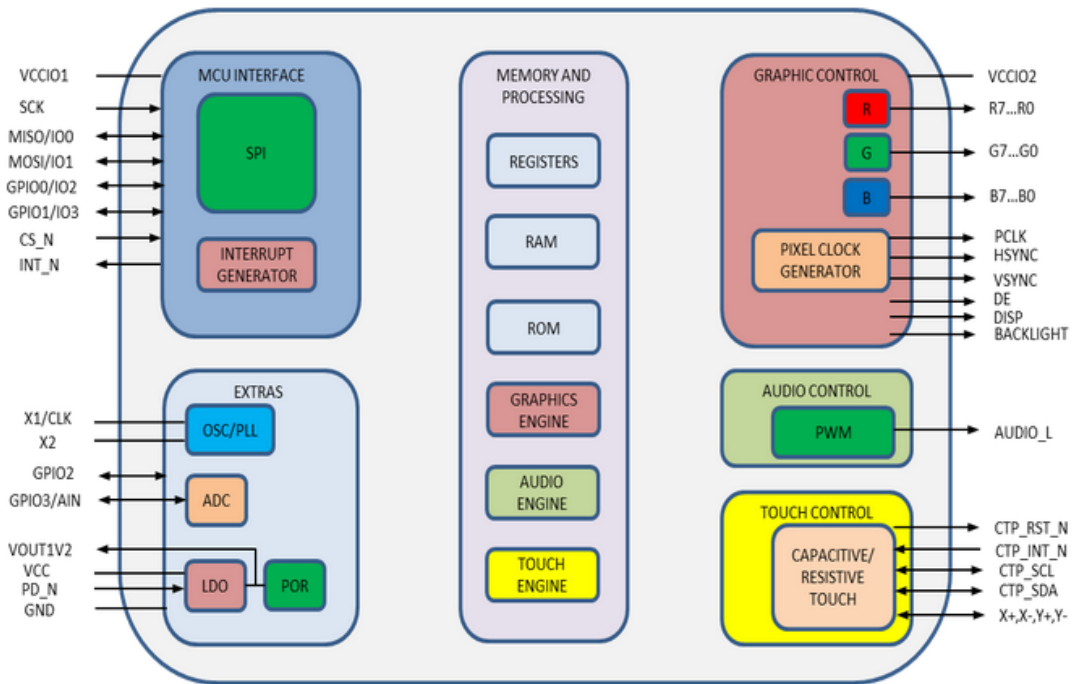 VCCIO1
SCK
MISO/IO0
MOSI/IO1
GPIO0/IO2
GPIO1/IO3
CS_N
INT_N
MCU INTERFACE
SPI
INTERRUPT
GENERATOR
X1/CLK
X2
GPIO2
GPIO3/AIN
VOUT1V2
VCC
PD_N
GND
EXTRAS
OSC/PLL
ADC
LDO
POR
MEMORY AND
PROCESSING
REGISTERS
RAM
ROM
GRAPHICS
ENGINE
AUDIO
ENGINE
TOUCH
ENGINE
GRAPHIC CONTROL
R
G
B
PIXEL CLOCK
GENERATOR
VCCIO2
R7...R0
G7...G0
B7...B0
PCLK
HSYNC
VSYNC
DE
DISP
BACKLIGHT
AUDIO CONTROL
PWM
AUDIO_L
TOUCH CONTROL
CAPACITIVE/
RESISTIVE
TOUCH
CTP_RST_N
CTP_INT_N
CTP_SCL
CTP_SDA
X+,X-,Y+,Y-